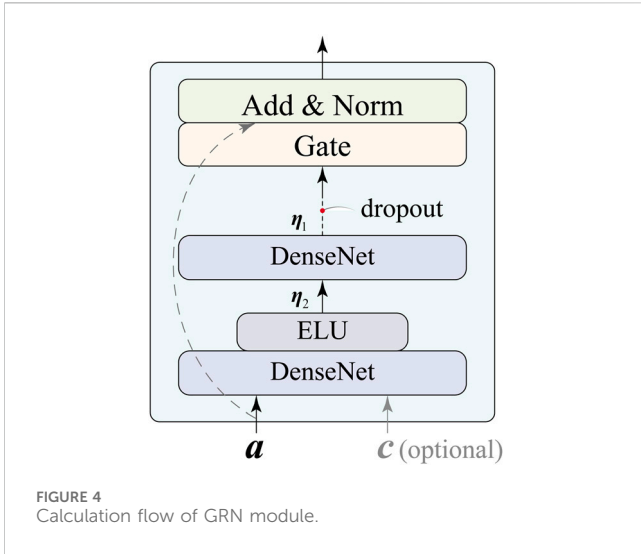 Add & Norm
Gate
dropout
η₁
DenseNet
η₂
ELU
DenseNet
a
c (optional)
FIGURE 4
Calculation flow of GRN module.